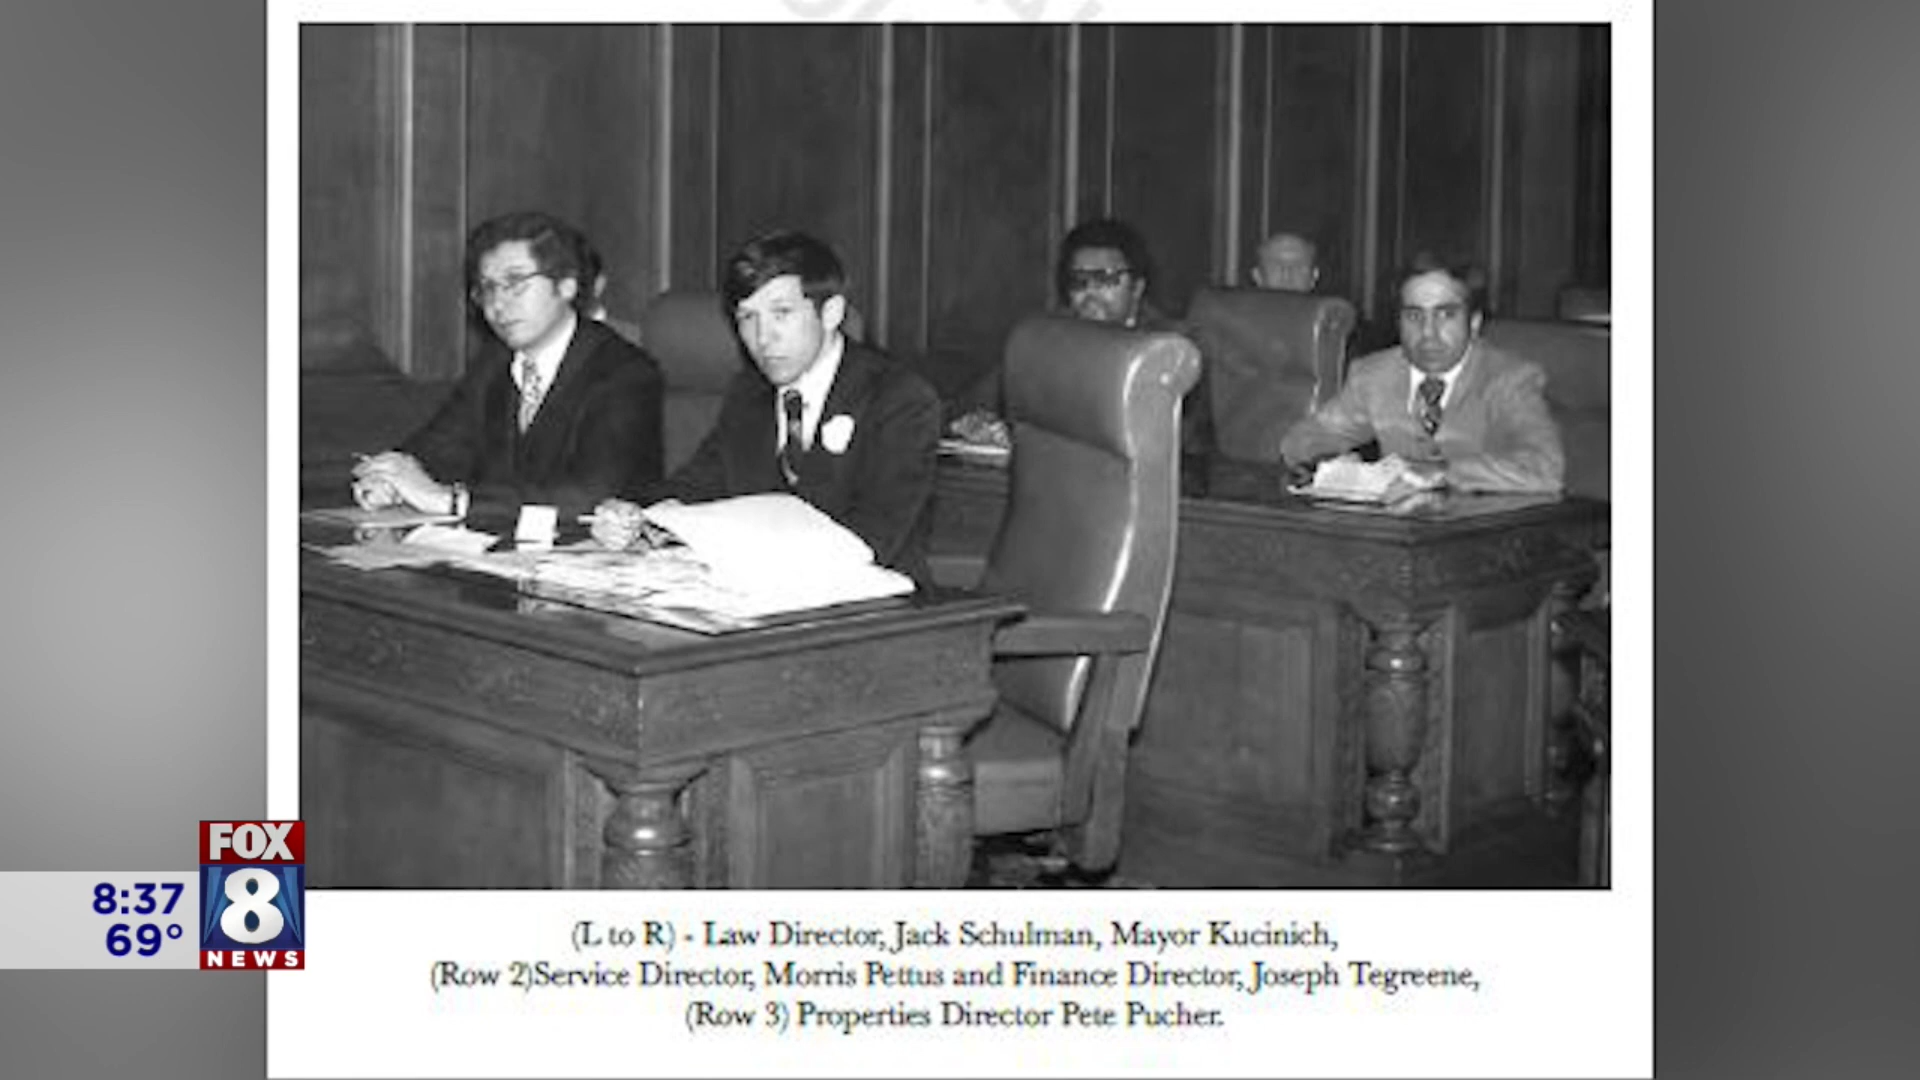 8:37
69°
FOX
8
NEWS
(L to R) - Law Director, Jack Schulman, Mayor Kucinich,
(Row 2)Service Director, Morris Pettus and Finance Director, Joseph Tegreene,
(Row 3) Properties Director Pete Pucher.